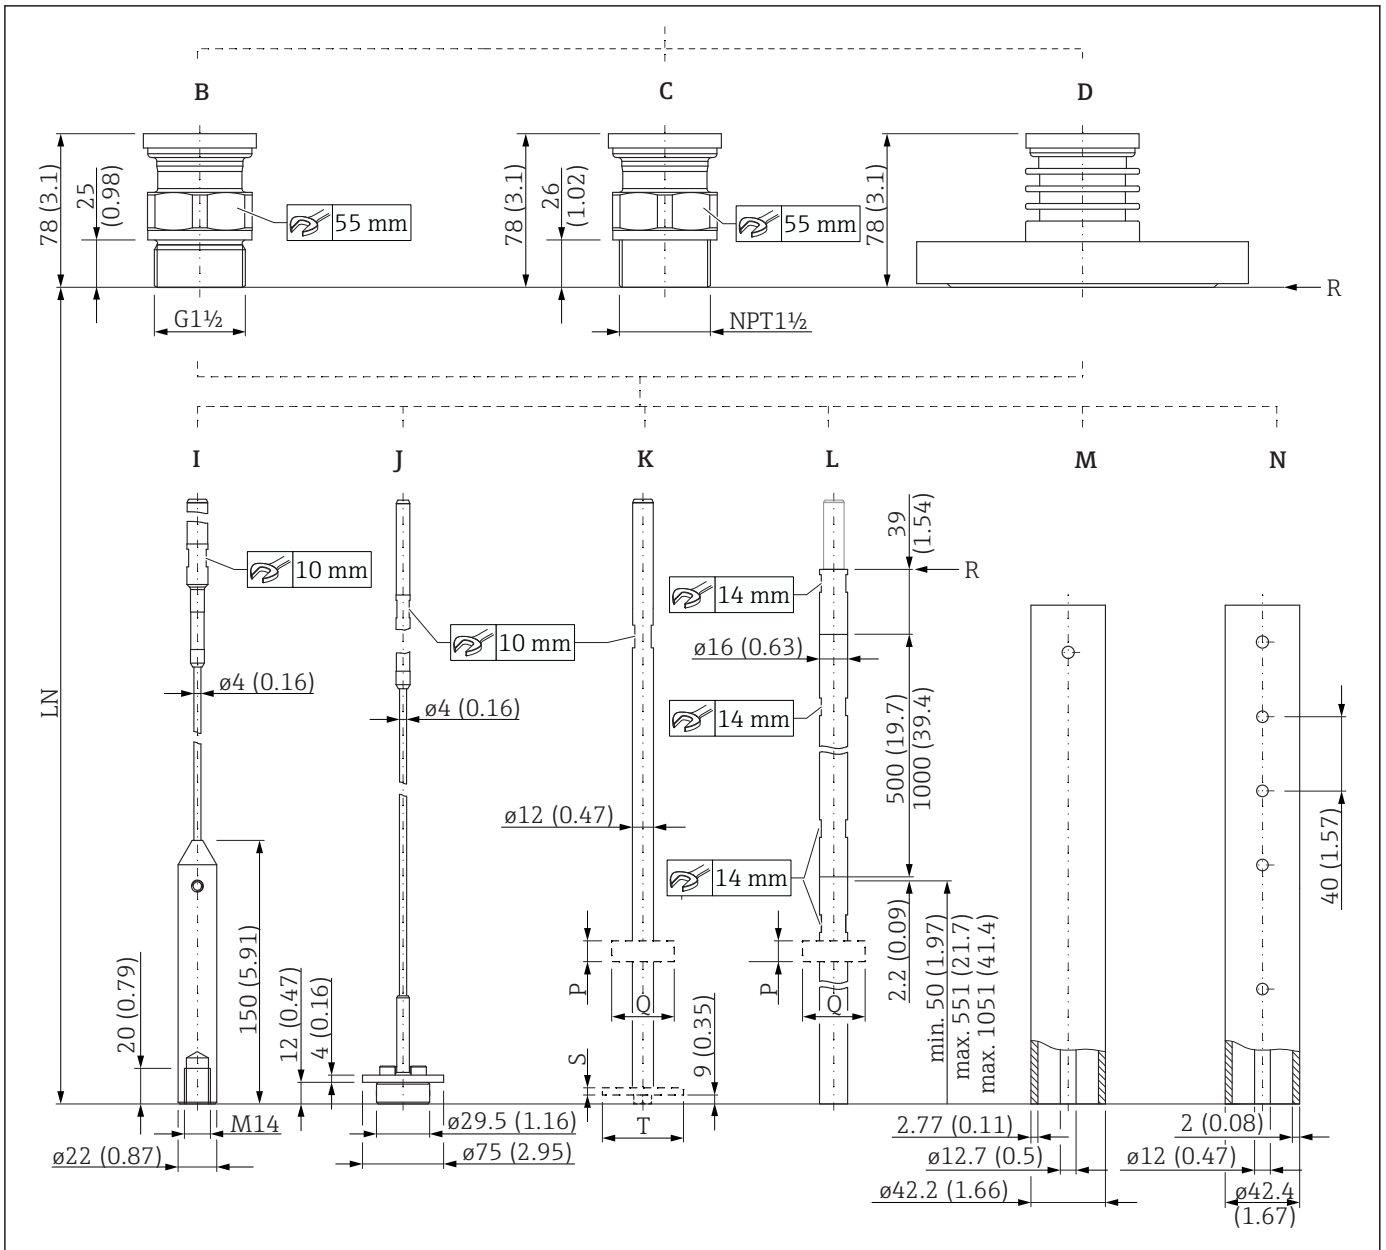 B
C
D
78 (3.1)
25
(0.98)
55 mm
G1½
78 (3.1)
26
(1.02)
55 mm
NPT1½
78 (3.1)
R
LN
I
J
K
L
M
N
10 mm
ø4 (0.16)
150 (5.91)
20 (0.79)
M14
ø22 (0.87)
10 mm
ø4 (0.16)
12 (0.47)
4 (0.16)
ø29.5 (1.16)
ø75 (2.95)
ø12 (0.47)
P
Q
S
9 (0.35)
T
39
(1.54)
R
14 mm
ø16 (0.63)
14 mm
500 (19.7)
1000 (39.4)
14 mm
P
Q
2.2 (0.09)
min. 50 (1.97)
max. 551 (21.7)
max. 1051 (41.4)
2.77 (0.11)
ø12.7 (0.5)
ø42.2 (1.66)
40 (1.57)
2 (0.08)
ø12 (0.47)
ø42.4
(1.67)